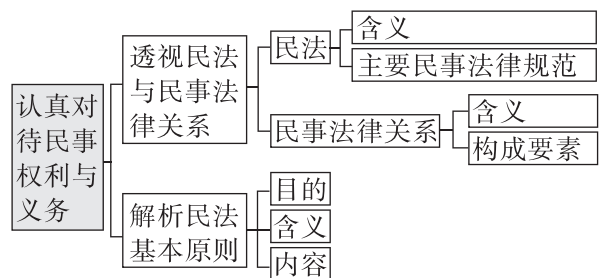 认真对
待民事
权利与
义务
透视民法
与民事法
律关系
民法
含义
主要民事法律规范
民事法律关系
含义
构成要素
解析民法
基本原则
目的
含义
内容